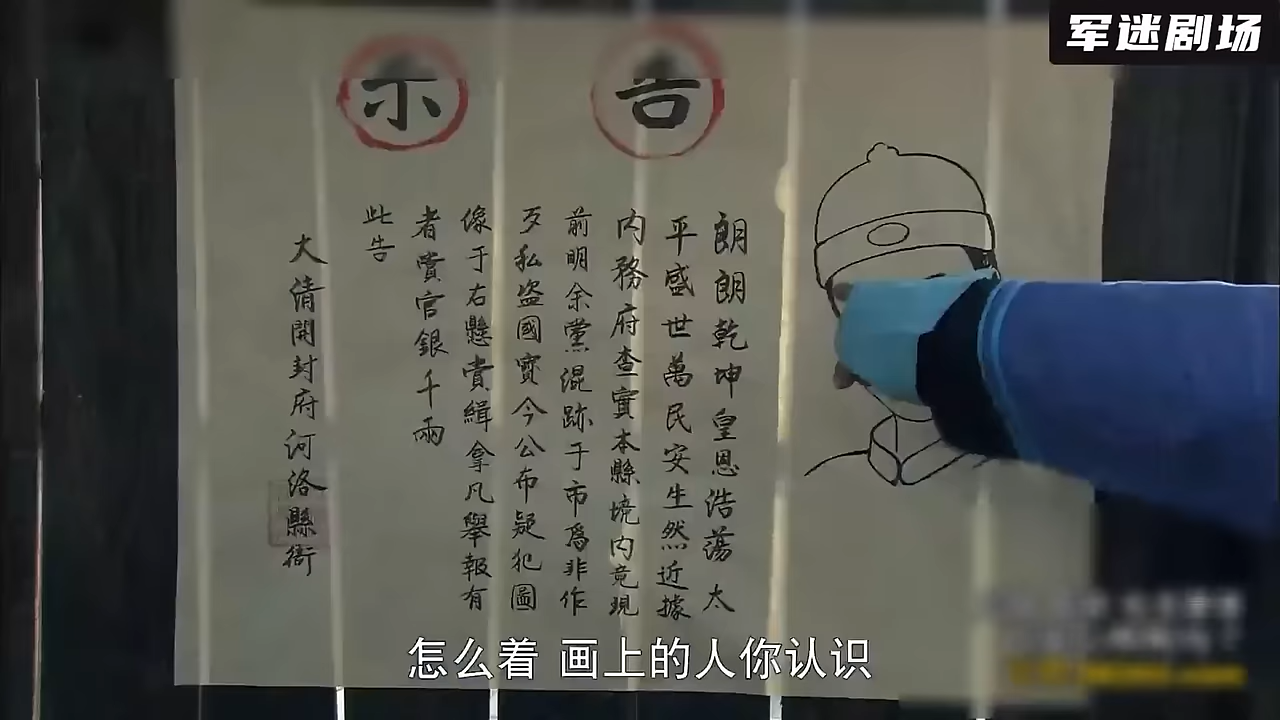 军迷剧场
告示
朗朗乾坤皇恩浩蕩太
平盛世萬民安生然近據
内務府查實本縣境内竟現
前明余黨混跡于市爲非作
歹私盗國寳今公布疑犯圖
像于右懸賞緝拿凡舉報有
者賞官銀千兩
此告
大清開封府河洛縣衙
怎么着 画上的人你认识